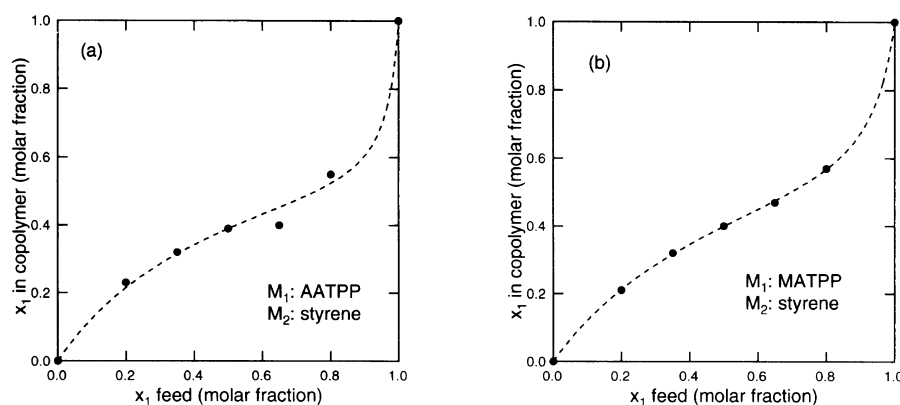 (a)
x₁ in copolymer (molar fraction)
1.0
0.8
0.6
0.4
0.2
0.0
M₁: AATPP
M₂: styrene
0.0 0.2 0.4 0.6 0.8 1.0
x₁ feed (molar fraction)
(b)
x₁ in copolymer (molar fraction)
1.0
0.8
0.6
0.4
0.2
0.0
M₁: MATPP
M₂: styrene
0.0 0.2 0.4 0.6 0.8 1.0
x₁ feed (molar fraction)